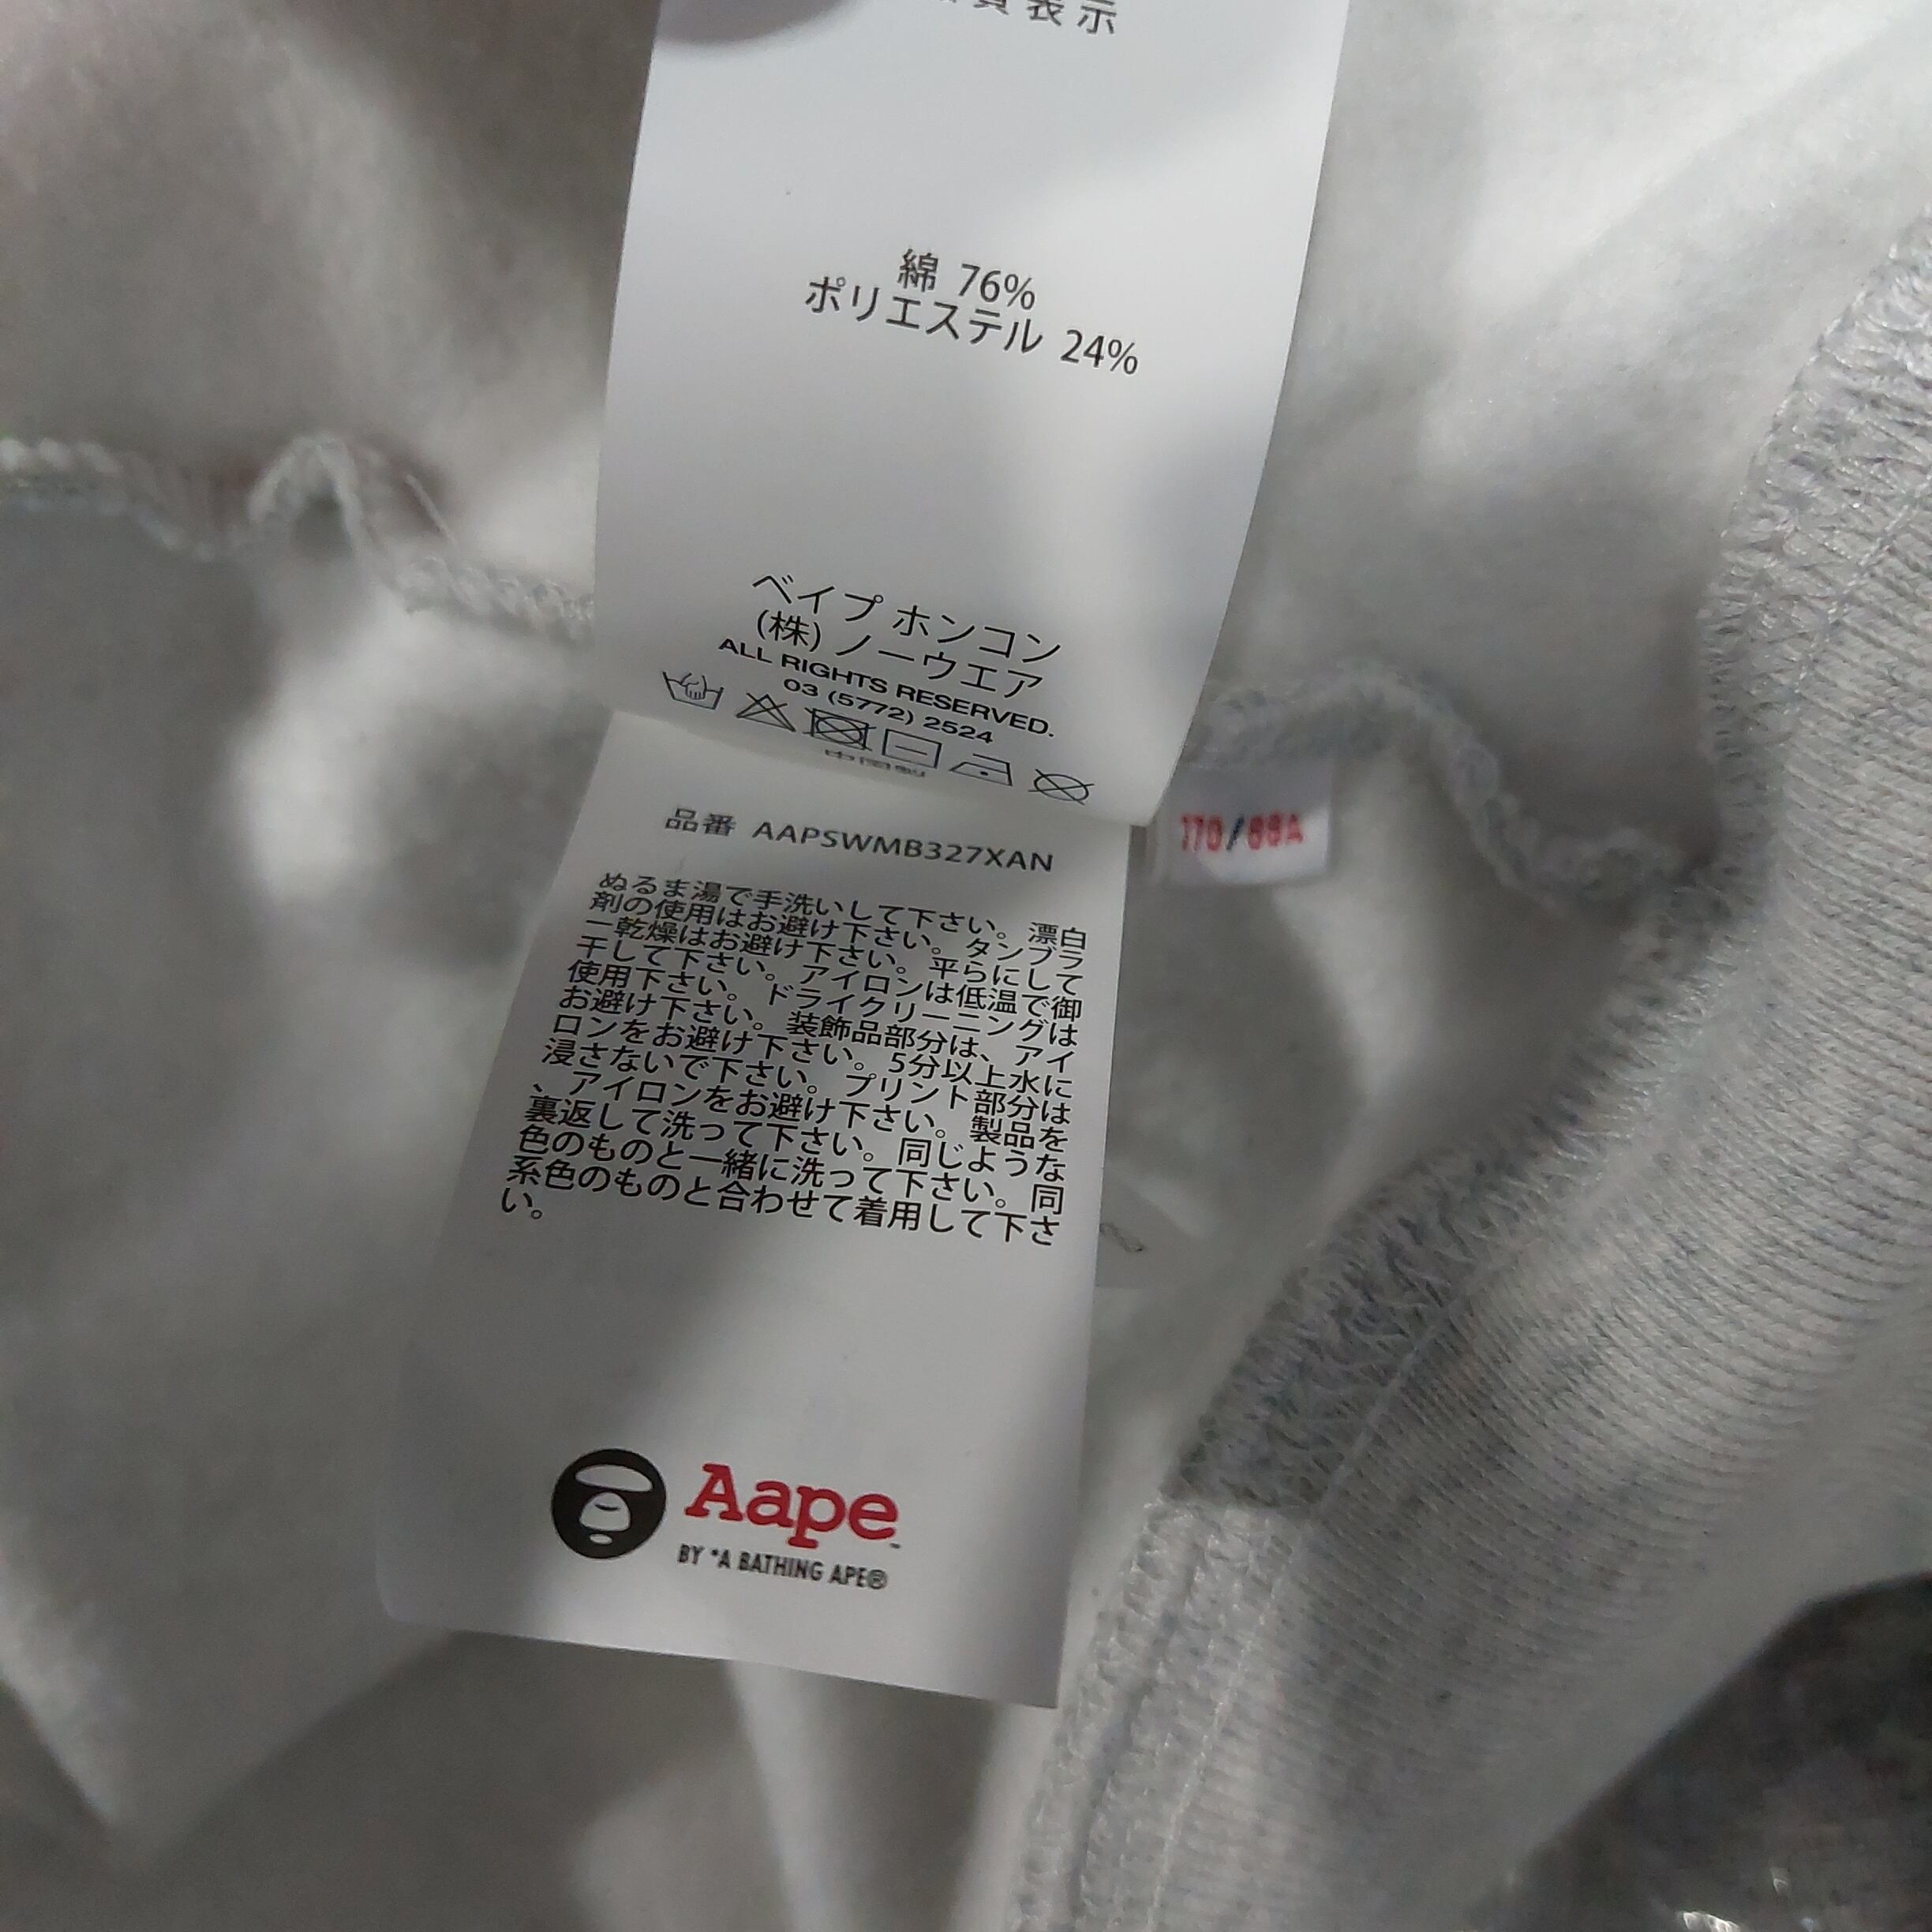 質表示
綿 76%
ポリエステル 24%
ベイプ ホンコン
(株) ノーウエア
ALL RIGHTS RESERVED.
03 (5772) 2524
中国製
品番 AAPSWMB327XAN
170/88A
ぬるま湯で手洗いして下さい。漂白
剤の使用はお避け下さい。タンブラ
ー乾燥はお避け下さい。平らにして
干して下さい。アイロンは低温で御
使用下さい。ドライクリーニングは
お避け下さい。装飾品部分は、アイ
ロンをお避け下さい。5分以上水に
浸さないで下さい。プリント部分は
、アイロンをお避け下さい。製品を
裏返して洗って下さい。同じような
色のものと一緒に洗って下さい。同
系色のものと合わせて着用して下さ
い。
Aape
BY *A BATHING APE®